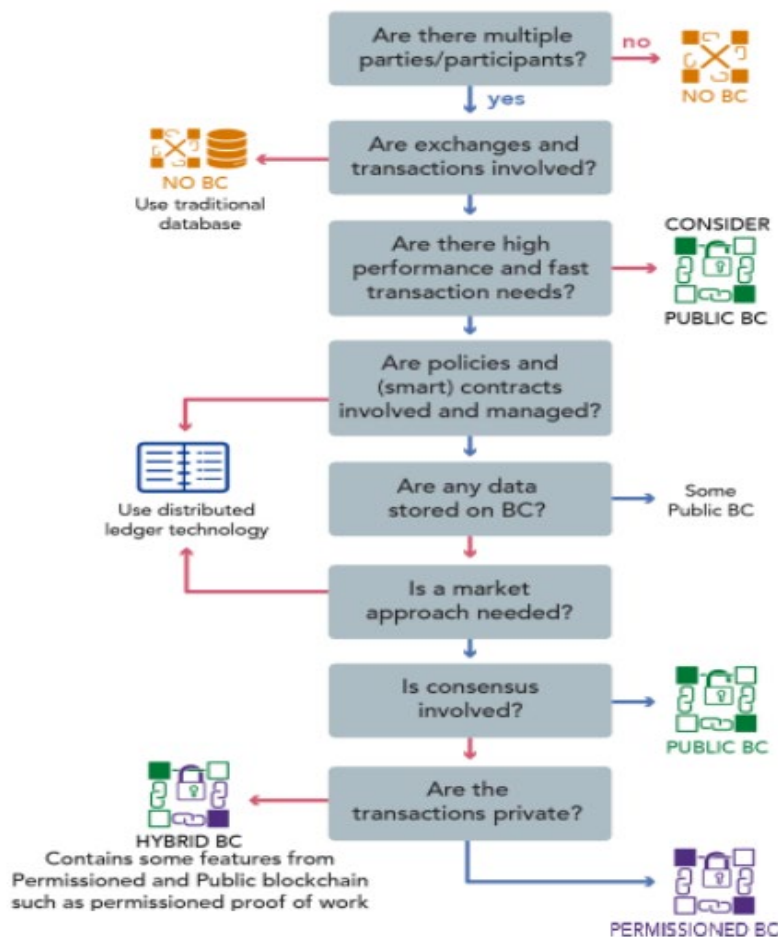 Are there multiple
parties/participants?
no
NO BC
yes
Are exchanges and
transactions involved?
NO BC
Use traditional
database
Are there high
performance and fast
transaction needs?
CONSIDER
PUBLIC BC
Are policies and
(smart) contracts
involved and managed?
Use distributed
ledger technology
Are any data
stored on BC?
Some
Public BC
Is a market
approach needed?
Is consensus
involved?
PUBLIC BC
Are the
transactions private?
HYBRID BC
Contains some features from
Permissioned and Public blockchain
such as permissioned proof of work
PERMISSIONED BC